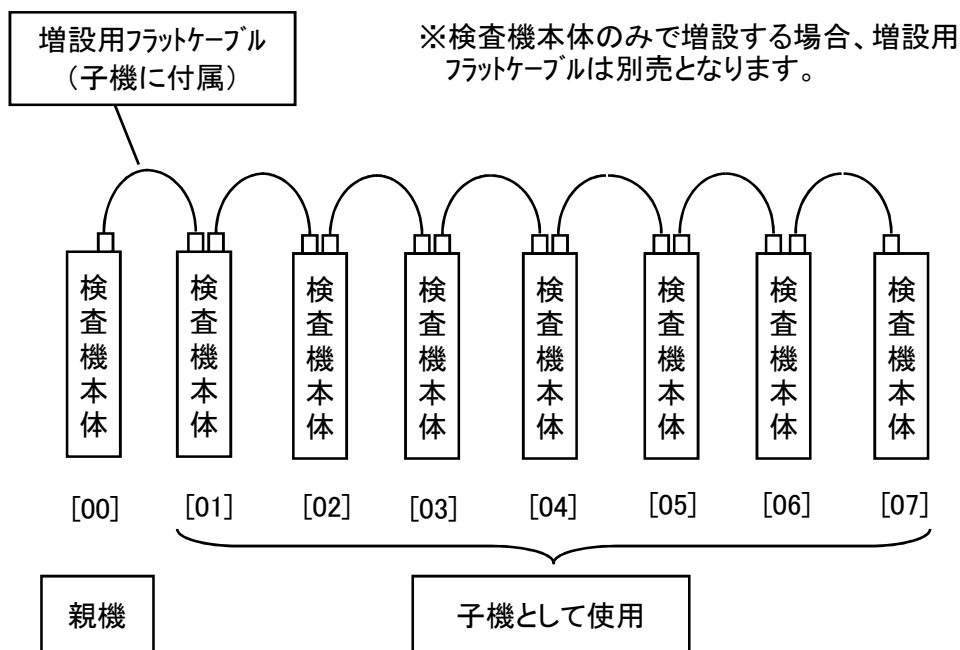 増設用ﾌﾗｯﾄｹｰﾌﾞﾙ
(子機に付属)
※検査機本体のみで増設する場合、増設用
ﾌﾗｯﾄｹｰﾌﾞﾙは別売となります。
検査機本体
検査機本体
検査機本体
検査機本体
検査機本体
検査機本体
検査機本体
検査機本体
[00]
[01]
[02]
[03]
[04]
[05]
[06]
[07]
親機
子機として使用